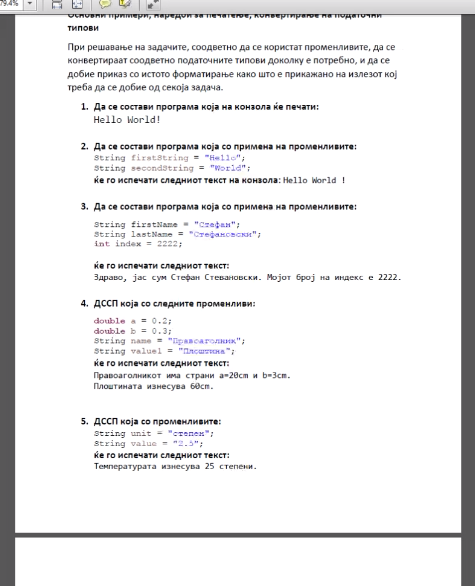 79.4%
Основни примери, наредби за печатење, конвертирање на податочни
типови
При решавање на задачите, соодветно да се користат променливите, да се
конвертираат соодветно податочните типови доколку е потребно, и да се
добие приказ со истото форматирање како што е прикажано на излезот кој
треба да се добие од секоја задача.
1. Да се состави програма која на конзола ќе печати:
Hello World!
2. Да се состави програма која со примена на променливите:
String firstString = "Hello";
String secondString = "World";
ќе го испечати следниот текст на конзола: Hello World !
3. Да се состави програма која со примена на променливите:
String firstName = "Стефан";
String lastName = "Стефановски";
int index = 2222;
ќе го испечати следниот текст:
Здраво, јас сум Стефан Стевановски. Мојот број на индекс е 2222.
4. ДССП која со следните променливи:
double a = 0.2;
double b = 0.3;
String name = "Правоаголник";
String value1 = "Плоштина";
ќе го испечати следниот текст:
Правоаголникот има страни a=20cm и b=3cm.
Плоштината изнесува 60cm.
5. ДССП која со променливите:
String unit = "степен";
String value = "2.5";
ќе го испечати следниот текст:
Температурата изнесува 25 степени.